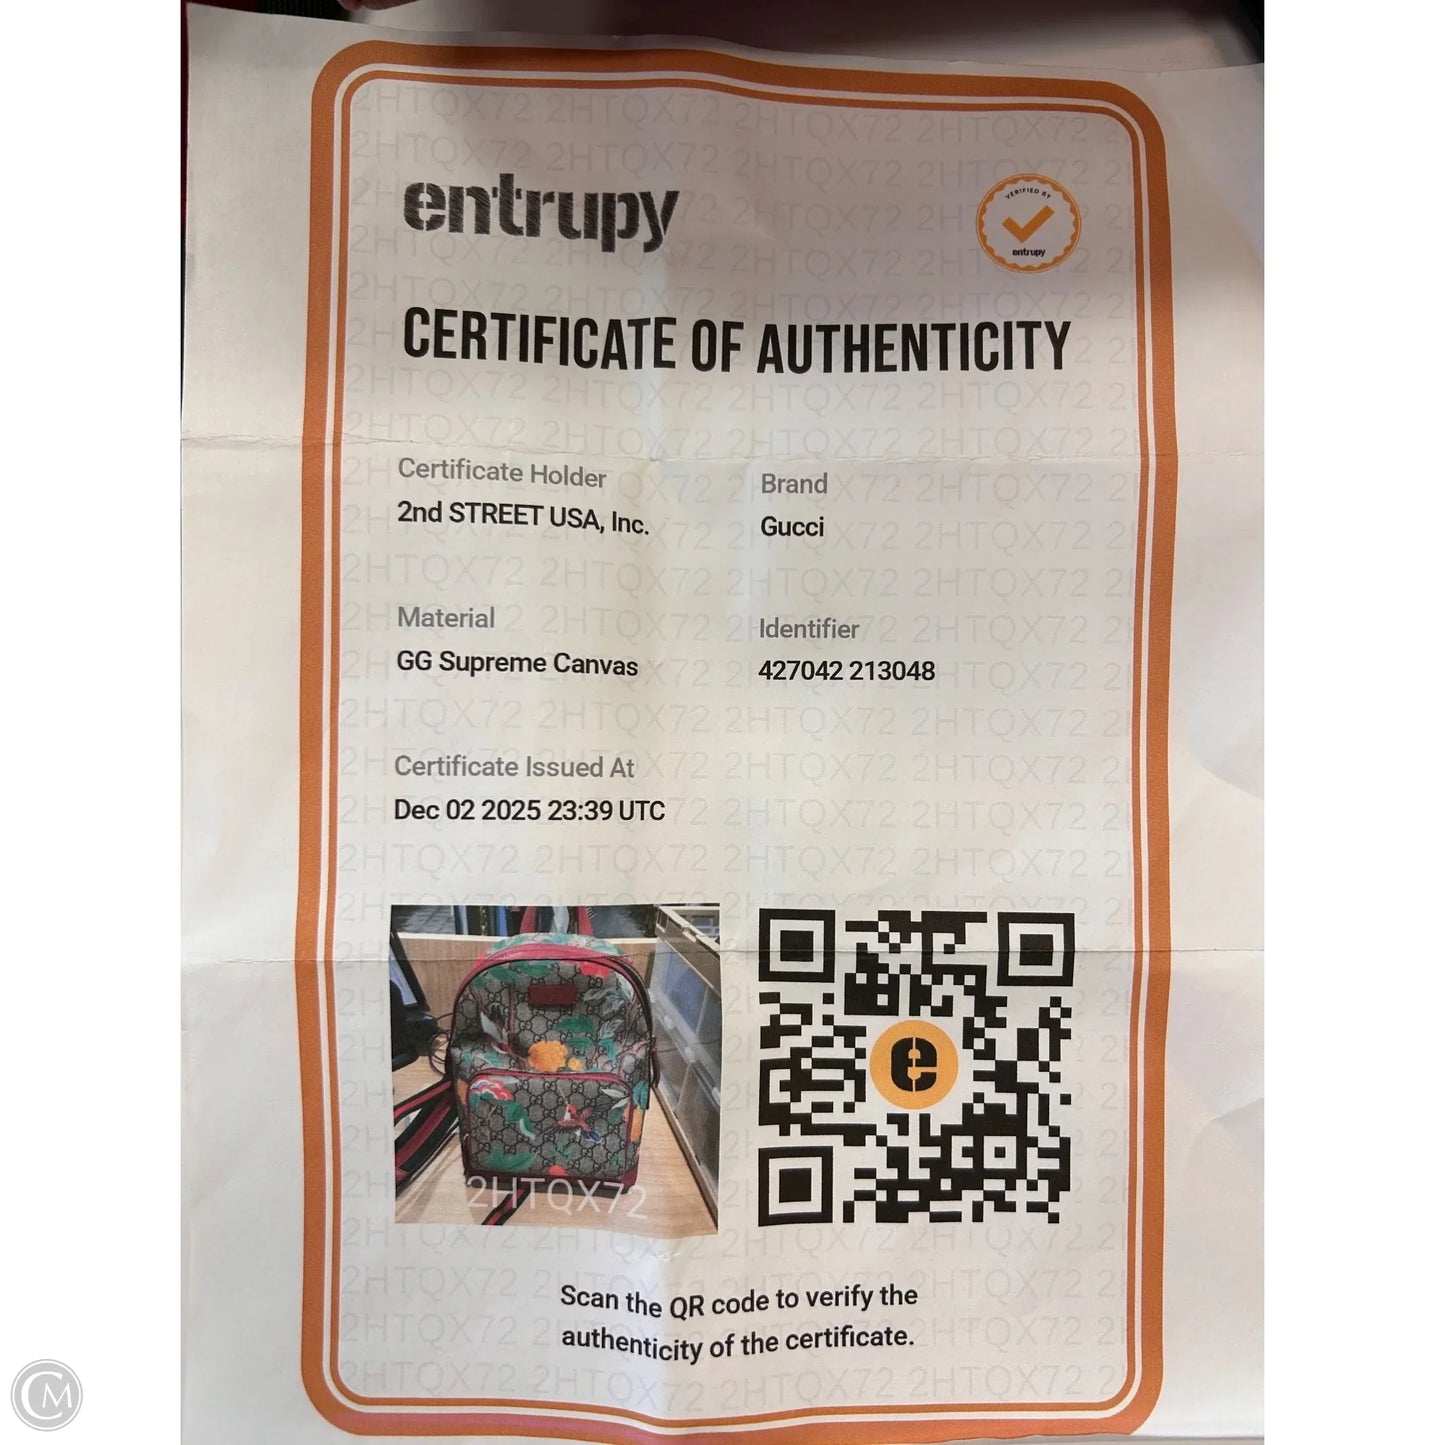 entrupy
VERIFIED BY
entrupy
CERTIFICATE OF AUTHENTICITY
Certificate Holder
2nd STREET USA, Inc.
Brand
Gucci
Material
GG Supreme Canvas
Identifier
427042 213048
Certificate Issued At
Dec 02 2025 23:39 UTC
2HTQX72
e
Scan the QR code to verify the
authenticity of the certificate.
CM